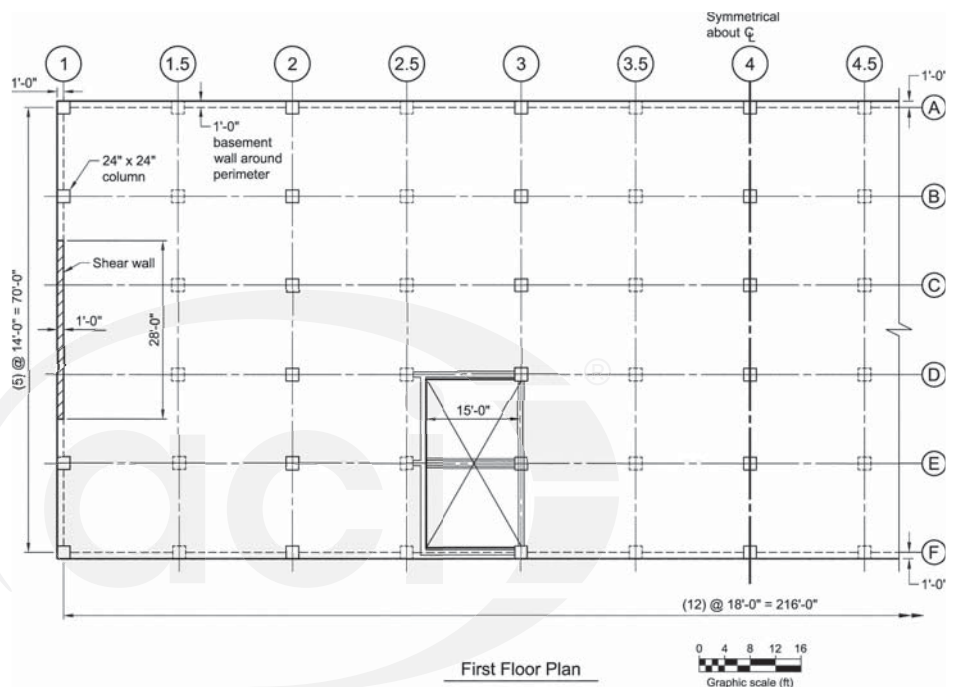 Symmetrical
about ℄
1 1.5 2 2.5 3 3.5 4 4.5
1'-0"
1'-0"
A
1'-0"
basement
wall around
perimeter
24" x 24"
column
B
Shear wall
C
1'-0"
28'-0"
(5) @ 14'-0" = 70'-0"
D
15'-0"
®
aci
E
F
1'-0"
(12) @ 18'-0" = 216'-0"
First Floor Plan
0 4 8 12 16
Graphic scale (ft)